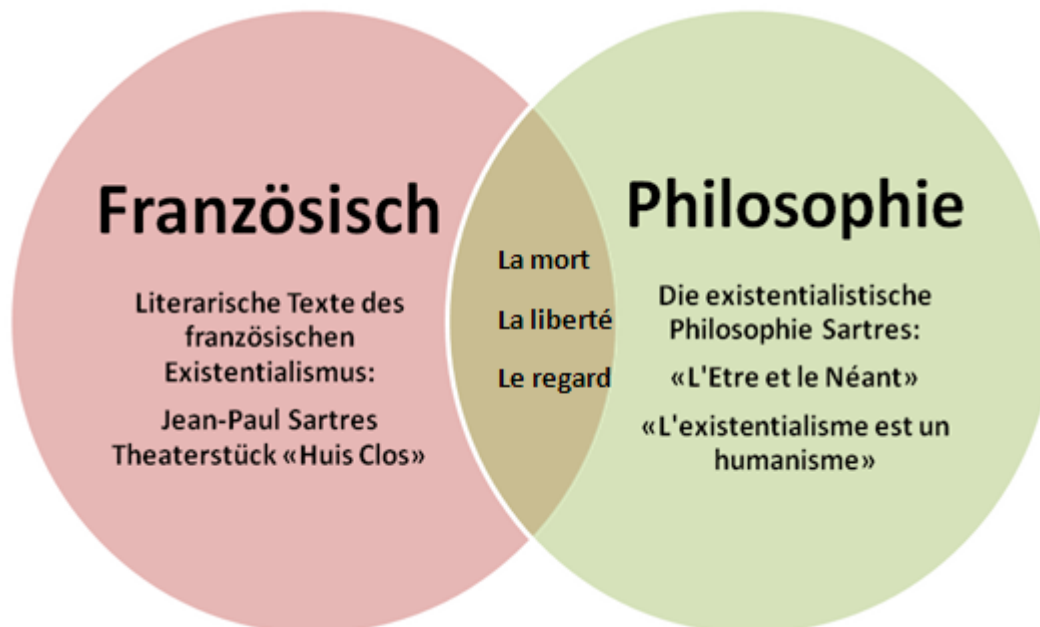 Französisch
Literarische Texte des
französischen
Existentialismus:
Jean-Paul Sartres
Theaterstück «Huis Clos»
La mort
La liberté
Le regard
Philosophie
Die existentialistische
Philosophie Sartres:
«L'Etre et le Néant»
«L'existentialisme est un
humanisme»